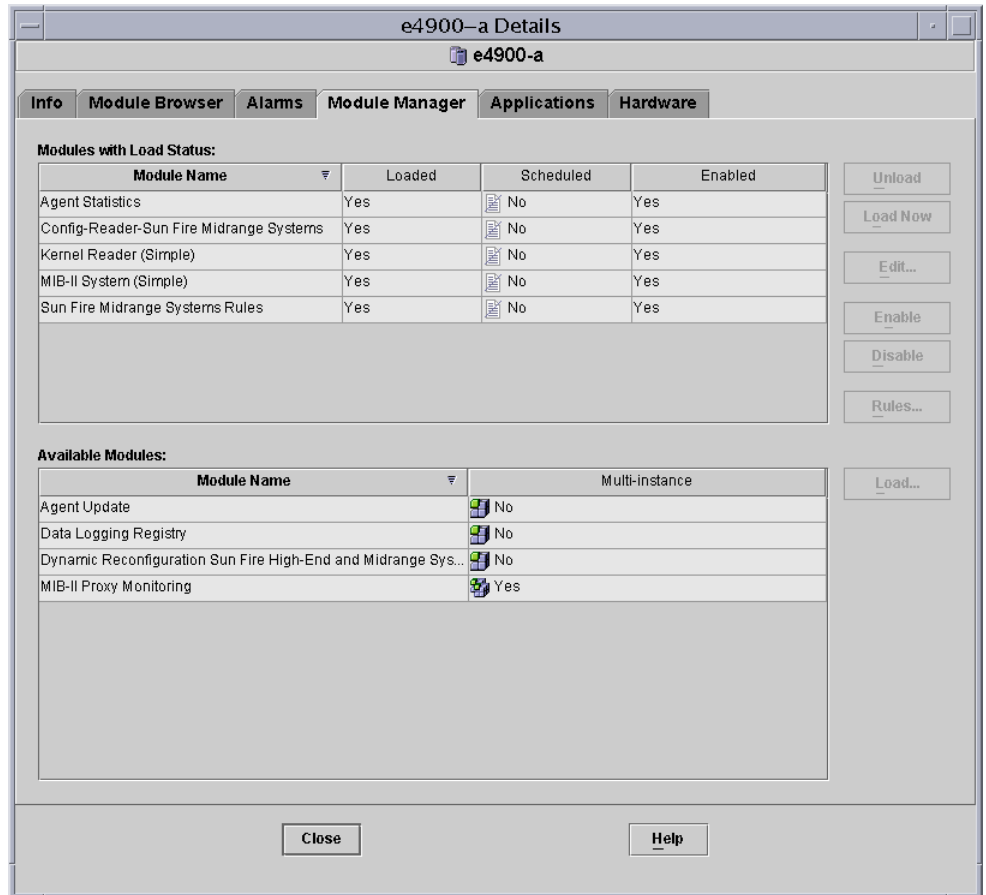 e4900–a Details
e4900-a
Info Module Browser Alarms Module Manager Applications Hardware
Modules with Load Status:
Module Name Loaded Scheduled Enabled
Agent Statistics Yes No Yes
Config-Reader-Sun Fire Midrange Systems Yes No Yes
Kernel Reader (Simple) Yes No Yes
MIB-II System (Simple) Yes No Yes
Sun Fire Midrange Systems Rules Yes No Yes
Unload
Load Now
Edit...
Enable
Disable
Rules...
Available Modules:
Module Name Multi-instance
Agent Update No
Data Logging Registry No
Dynamic Reconfiguration Sun Fire High-End and Midrange Sys... No
MIB-II Proxy Monitoring Yes
Load...
Close Help